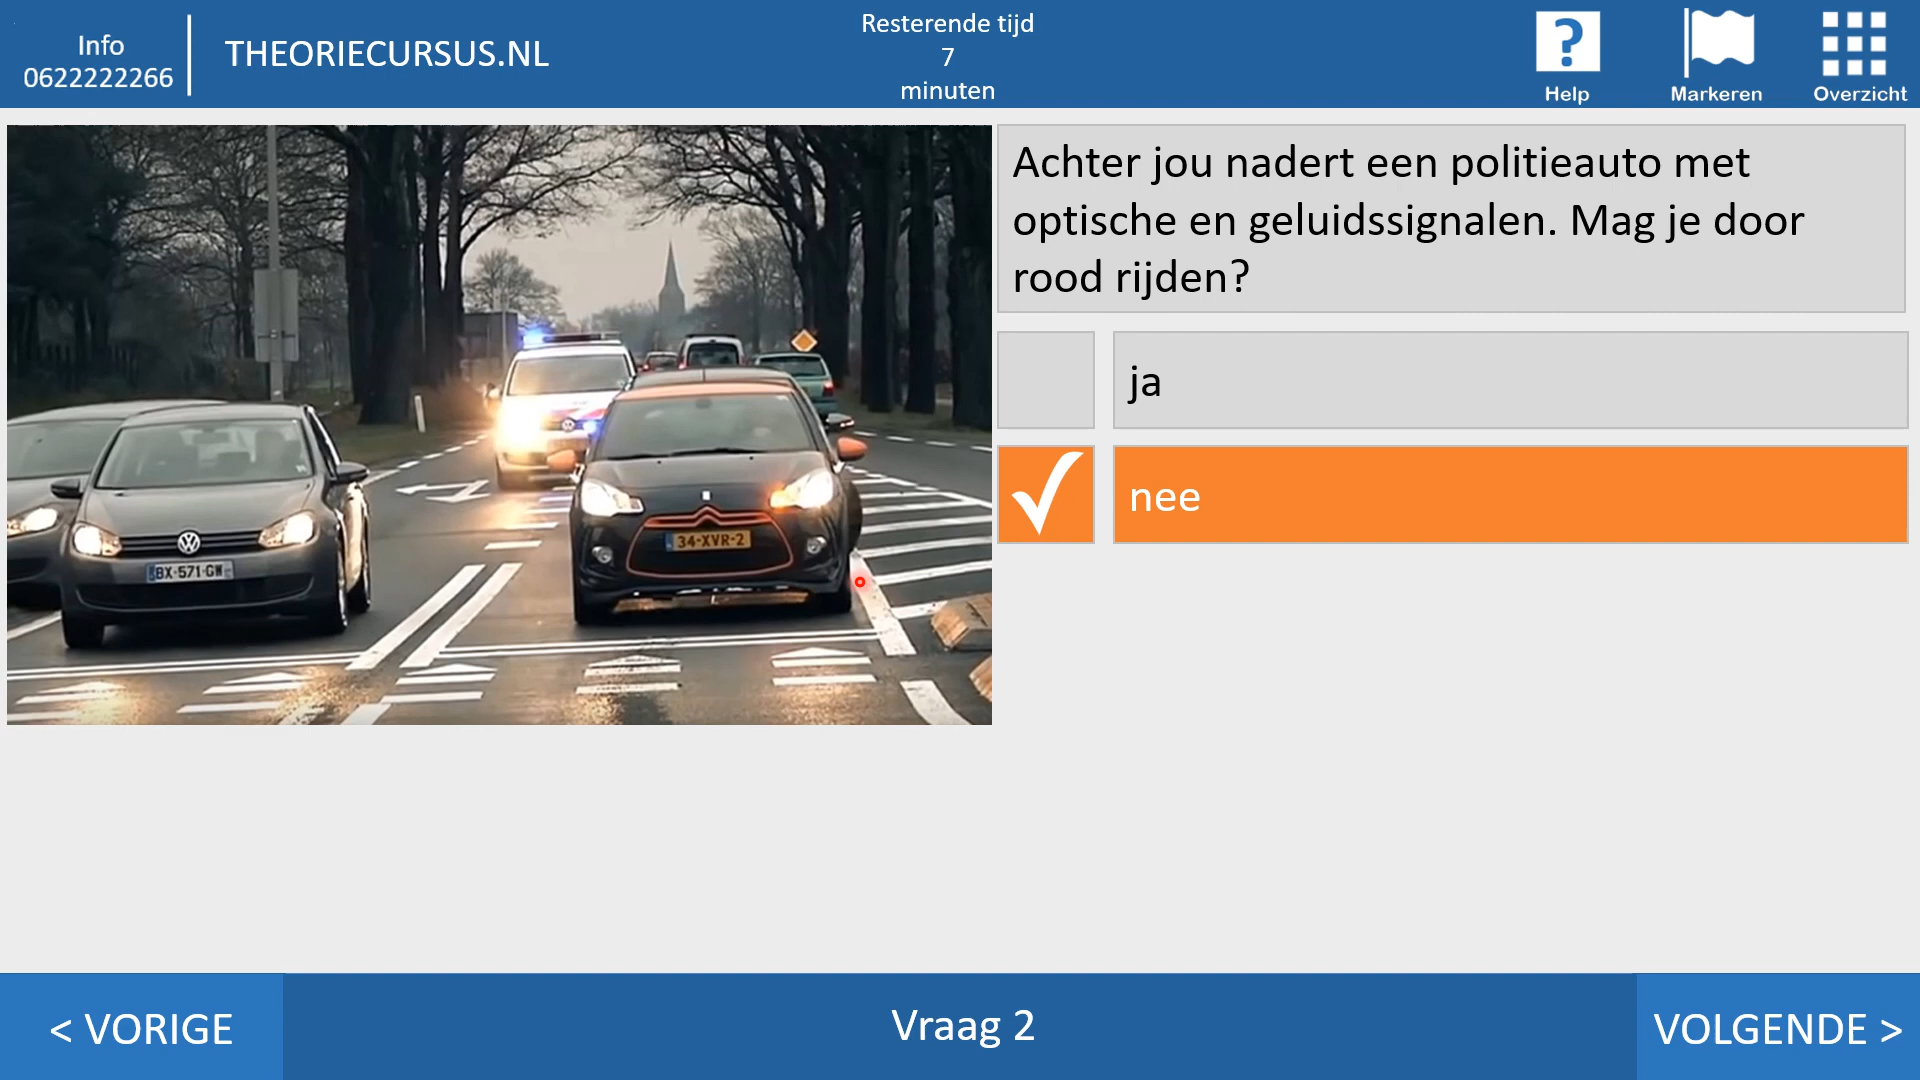 Info
0622222266
THEORIECURSUS.NL
Resterende tijd
7
minuten
?
Help
Markeren
Overzicht
Achter jou nadert een politieauto met
optische en geluidssignalen. Mag je door
rood rijden?
ja
nee
BX-571-GW
34-XVR-2
< VORIGE
Vraag 2
VOLGENDE >